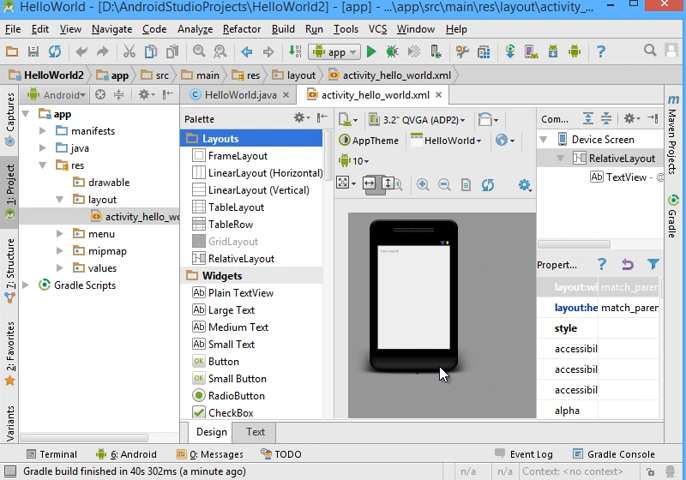 HelloWorld - [D:\AndroidStudioProjects\HelloWorld2] - [app] - ...\app\src\main\res\layout\activity_...
File Edit View Navigate Code Analyze Refactor Build Run Tools VCS Window Help
app
HelloWorld2 app src main res layout activity_hello_world.xml
Captures
1: Project
7: Structure
2: Favorites
Variants
Android
app
manifests
java
res
drawable
layout
activity_hello_wo
menu
mipmap
values
Gradle Scripts
HelloWorld.java activity_hello_world.xml
Palette
Layouts
FrameLayout
LinearLayout (Horizontal)
LinearLayout (Vertical)
TableLayout
TableRow
GridLayout
RelativeLayout
Widgets
Plain TextView
Large Text
Medium Text
Small Text
Button
Small Button
RadioButton
CheckBox
3.2" QVGA (ADP2)
AppTheme HelloWorld
10
Com...
Device Screen
RelativeLayout
TextView - @
Propert...
layout:wi match_paren
layout:he match_paren
style
accessibil
accessibil
accessibil
alpha
Maven Projects
Gradle
Design Text
Terminal 6: Android 0: Messages TODO Event Log Gradle Console
Gradle build finished in 40s 302ms (a minute ago) n/a n/a Context: <no context>